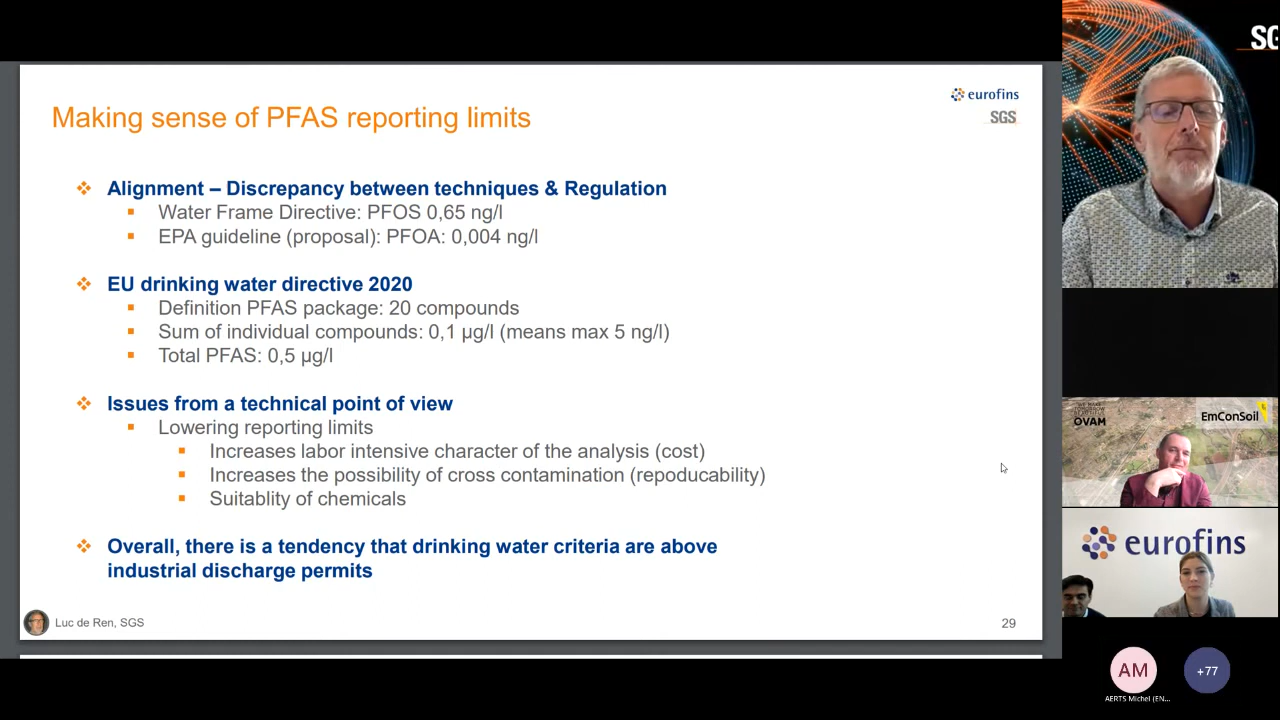 Making sense of PFAS reporting limits
eurofins
SGS
Alignment – Discrepancy between techniques & Regulation
Water Frame Directive: PFOS 0,65 ng/l
EPA guideline (proposal): PFOA: 0,004 ng/l
EU drinking water directive 2020
Definition PFAS package: 20 compounds
Sum of individual compounds: 0,1 µg/l (means max 5 ng/l)
Total PFAS: 0,5 µg/l
Issues from a technical point of view
Lowering reporting limits
Increases labor intensive character of the analysis (cost)
Increases the possibility of cross contamination (repoducability)
Suitablity of chemicals
Overall, there is a tendency that drinking water criteria are above
industrial discharge permits
Luc de Ren, SGS
29
SG
OVAM
EmConSoil
eurofins
AM
+77
AERTS Michel (EN...